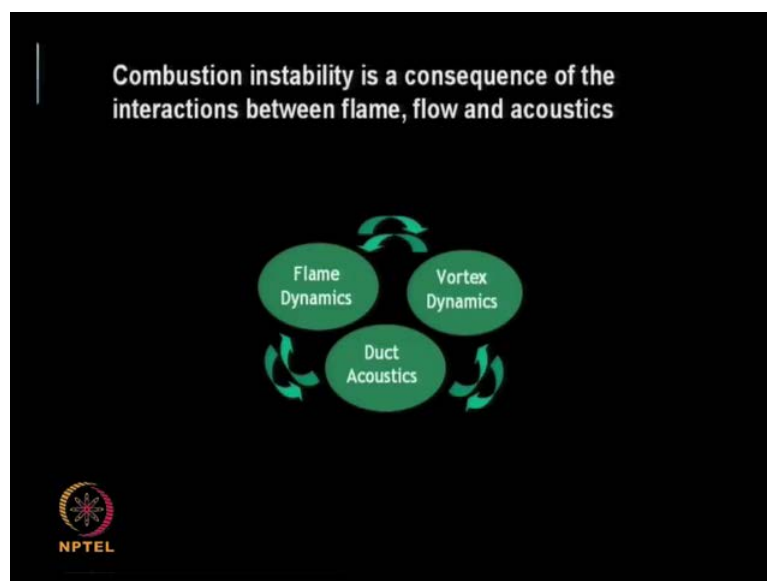 Combustion instability is a consequence of the
interactions between flame, flow and acoustics
Flame
Dynamics
Vortex
Dynamics
Duct
Acoustics
NPTEL